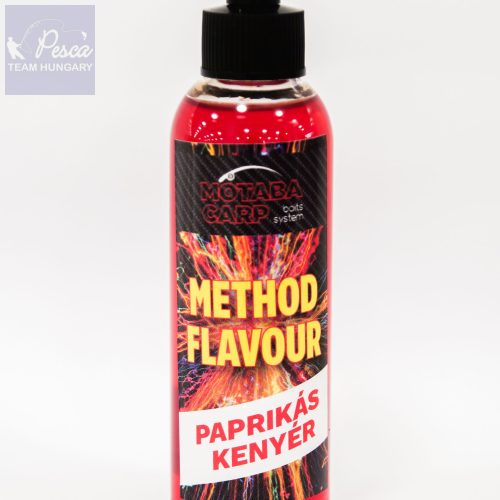 Pesca
TEAM HUNGARY
MOTABA
CARP baits
system
METHOD
FLAVOUR
PAPRIKÁS
KENYÉR